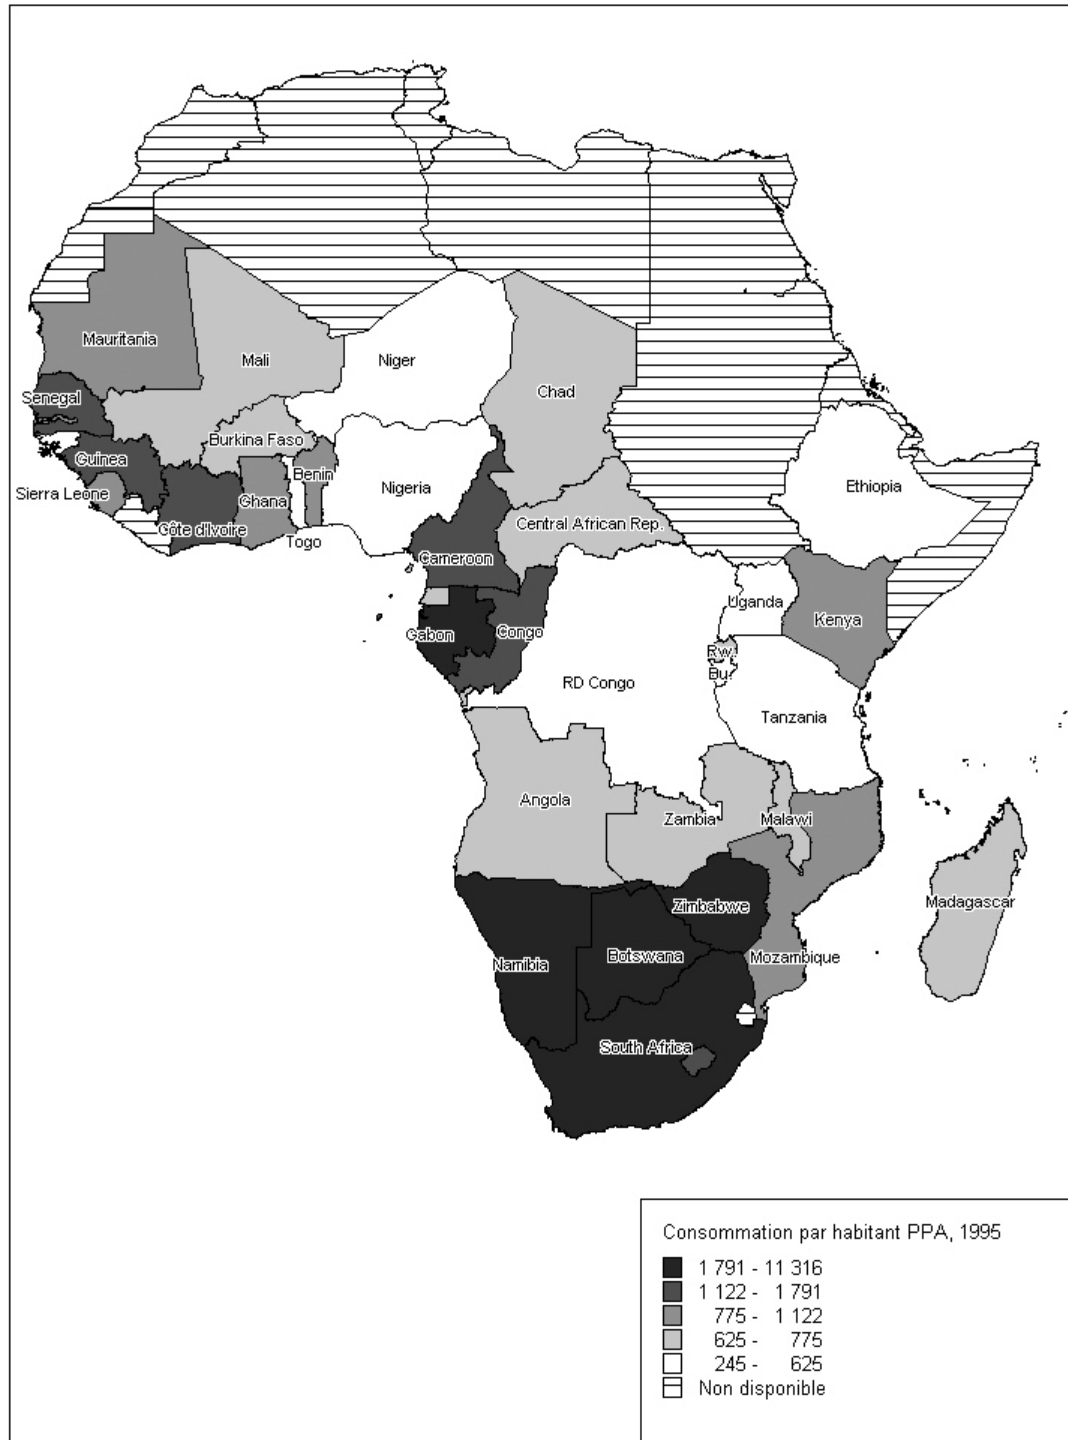 Mauritania
Mali
Niger
Chad
Senegal
Burkina Faso
Guinea
Benin
Nigeria
Ethiopia
Sierra Leone
Ghana
Côte d'Ivoire
Togo
Central African Rep.
Cameroon
Uganda
Gabon
Congo
Kenya
Rw.
Bu.
RD Congo
Tanzania
Angola
Zambia
Malawi
Madagascar
Zimbabwe
Botswana
Mozambique
Namibia
South Africa
Consommation par habitant PPA, 1995
1 791 - 11 316
1 122 - 1 791
775 - 1 122
625 - 775
245 - 625
Non disponible